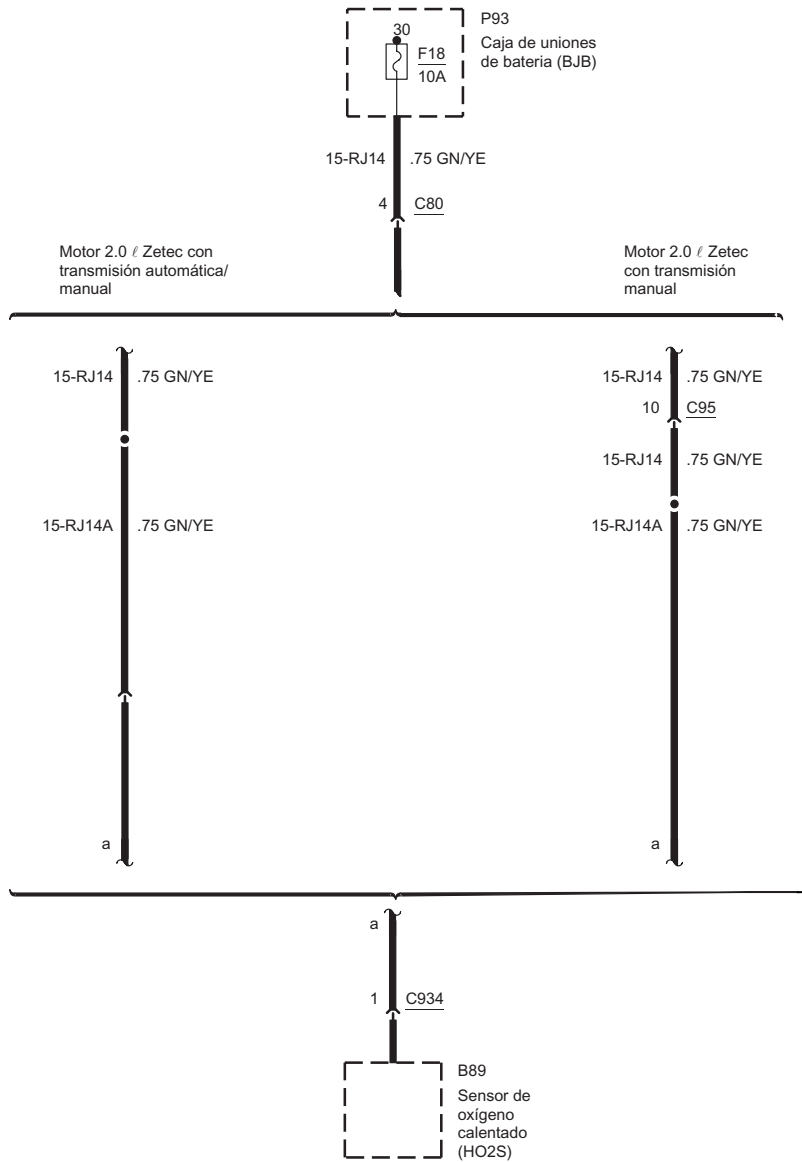 P93
30
Caja de uniones
de bateria (BJB)
F18
10A
15-RJ14 .75 GN/YE
4 C80
Motor 2.0 ℓ Zetec con
transmisión automática/
manual
Motor 2.0 ℓ Zetec
con transmisión
manual
15-RJ14 .75 GN/YE
15-RJ14 .75 GN/YE
10 C95
15-RJ14 .75 GN/YE
15-RJ14A .75 GN/YE
15-RJ14A .75 GN/YE
a
a
a
1 C934
B89
Sensor de
oxígeno
calentado
(HO2S)